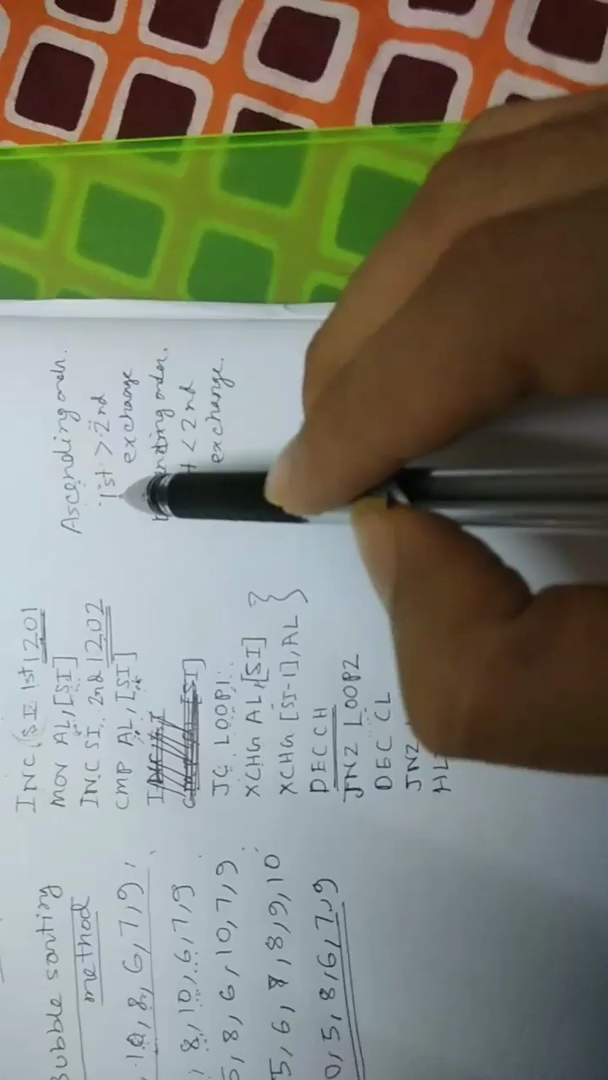 Bubble sorting
method
10, 8, 6, 7, 9,
8, 10, 6, 7, 9
5, 8, 6, 10, 7, 9
5, 6, 7, 8, 9, 10
0, 5, 8, 6, 7, 9
INC SI 1st 1201
MOV AL,[SI]
INC SI 2nd 1202
CMP AL,[SI]
[SI]
JC LOOP1
XCHG AL,[SI] }
XCHG [SI-1],AL
DEC CH
JNZ LOOP2
DEC CL
JNZ
Ascending order.
1st > 2nd
exchange
order.
< 2nd
exchange.